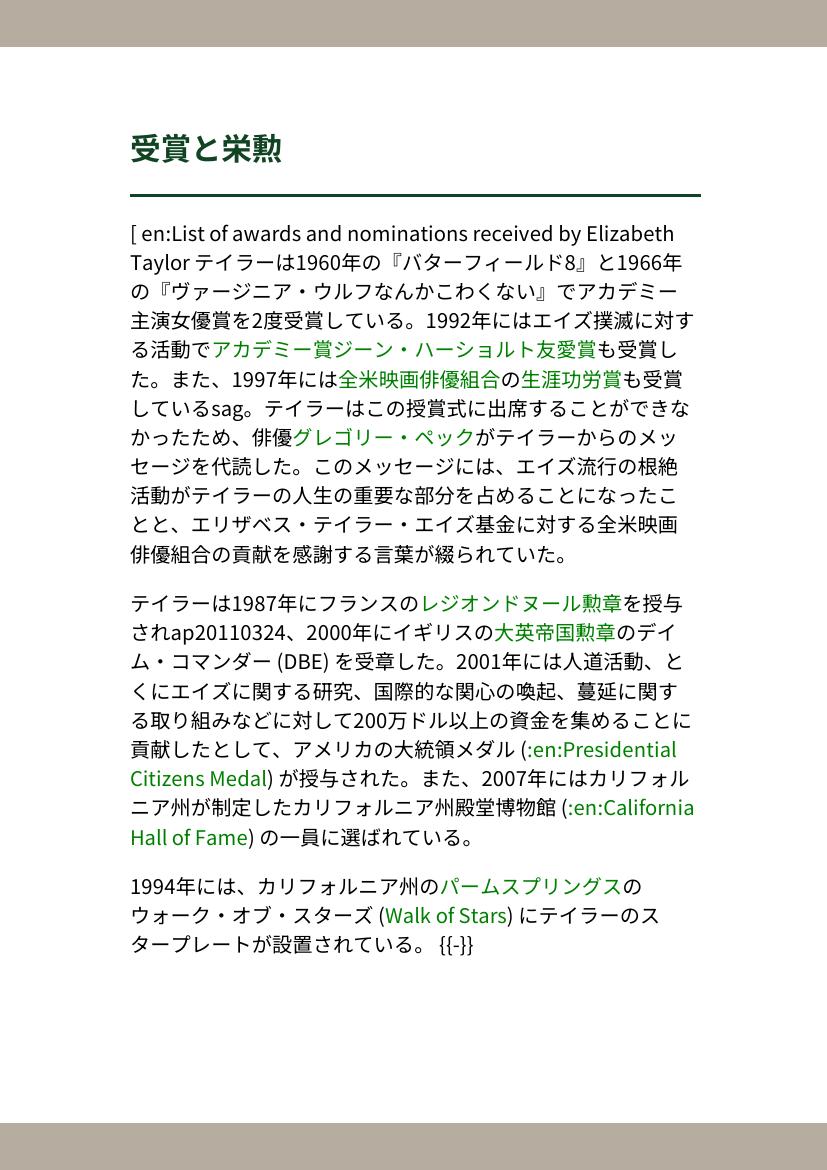 受賞と栄勲
[ en:List of awards and nominations received by Elizabeth
Taylor テイラーは1960年の『バターフィールド8』と1966年
の『ヴァージニア・ウルフなんかこわくない』でアカデミー
主演女優賞を2度受賞している。1992年にはエイズ撲滅に対す
る活動でアカデミー賞ジーン・ハーショルト友愛賞も受賞し
た。また、1997年には全米映画俳優組合の生涯功労賞も受賞
しているsag。テイラーはこの授賞式に出席することができな
かったため、俳優グレゴリー・ペックがテイラーからのメッ
セージを代読した。このメッセージには、エイズ流行の根絶
活動がテイラーの人生の重要な部分を占めることになったこ
とと、エリザベス・テイラー・エイズ基金に対する全米映画
俳優組合の貢献を感謝する言葉が綴られていた。
テイラーは1987年にフランスのレジオンドヌール勲章を授与
されap20110324、2000年にイギリスの大英帝国勲章のデイ
ム・コマンダー (DBE) を受章した。2001年には人道活動、と
くにエイズに関する研究、国際的な関心の喚起、蔓延に関す
る取り組みなどに対して200万ドル以上の資金を集めることに
貢献したとして、アメリカの大統領メダル (:en:Presidential
Citizens Medal) が授与された。また、2007年にはカリフォル
ニア州が制定したカリフォルニア州殿堂博物館 (:en:California
Hall of Fame) の一員に選ばれている。
1994年には、カリフォルニア州のパームスプリングスの
ウォーク・オブ・スターズ (Walk of Stars) にテイラーのス
タープレートが設置されている。 {{-}}